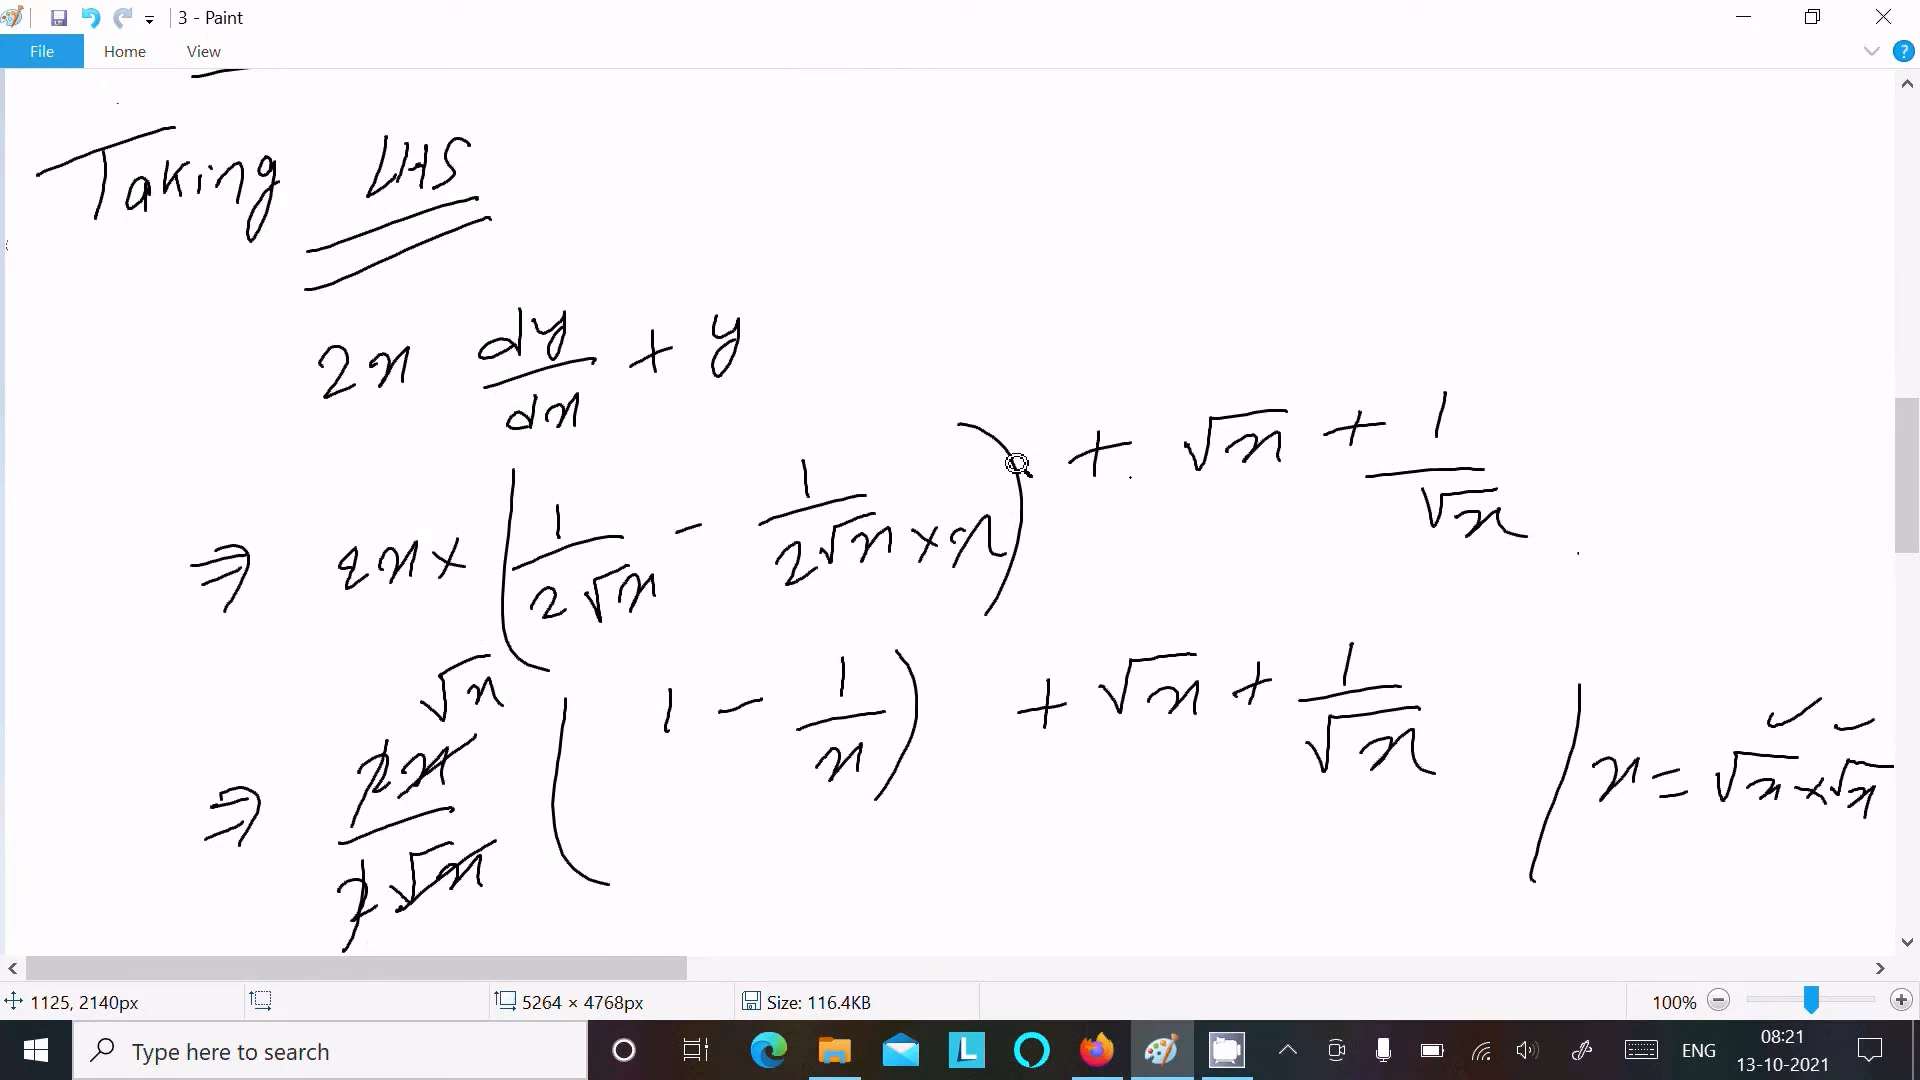 3 - Paint
File Home View
Taking LHS
2x dy/dx + y
⇒ 2x × (1/2√x - 1/2√x × x) + √x + 1/√x
√x
⇒ 2x/2√x (1 - 1/x) + √x + 1/√x | x = √x × √x
1125, 2140px 5264 × 4768px Size: 116.4KB 100%
Type here to search ENG 08:21
13-10-2021